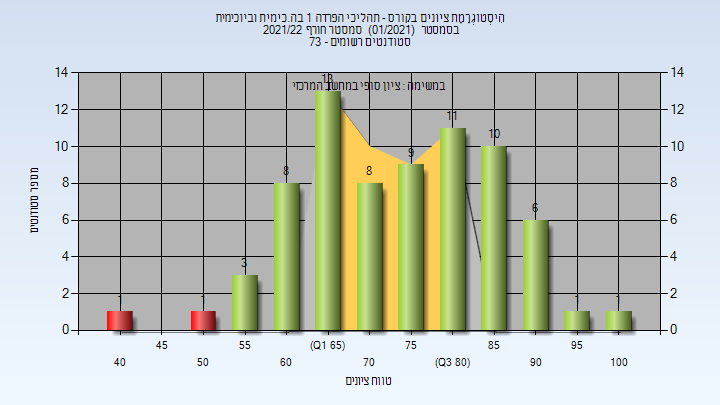 היסטוגרמת ציונים בקורס - תהליכי הפרדה 1 בה.כימית וביוכימית
בסמסטר (01/2021) סמסטר חורף 2021/22
סטודנטים רשומים - 73
במשימה : ציון סופי במחשב המרכזי
14 12 10 8 6 4 2 0
14 12 10 8 6 4 2 0
מספר סטודנטים
1 1 3 8 13 8 9 11 10 6 1 1
45 55 (Q1 65) 75 85 95
40 50 60 70 (Q3 80) 90 100
טווח ציונים